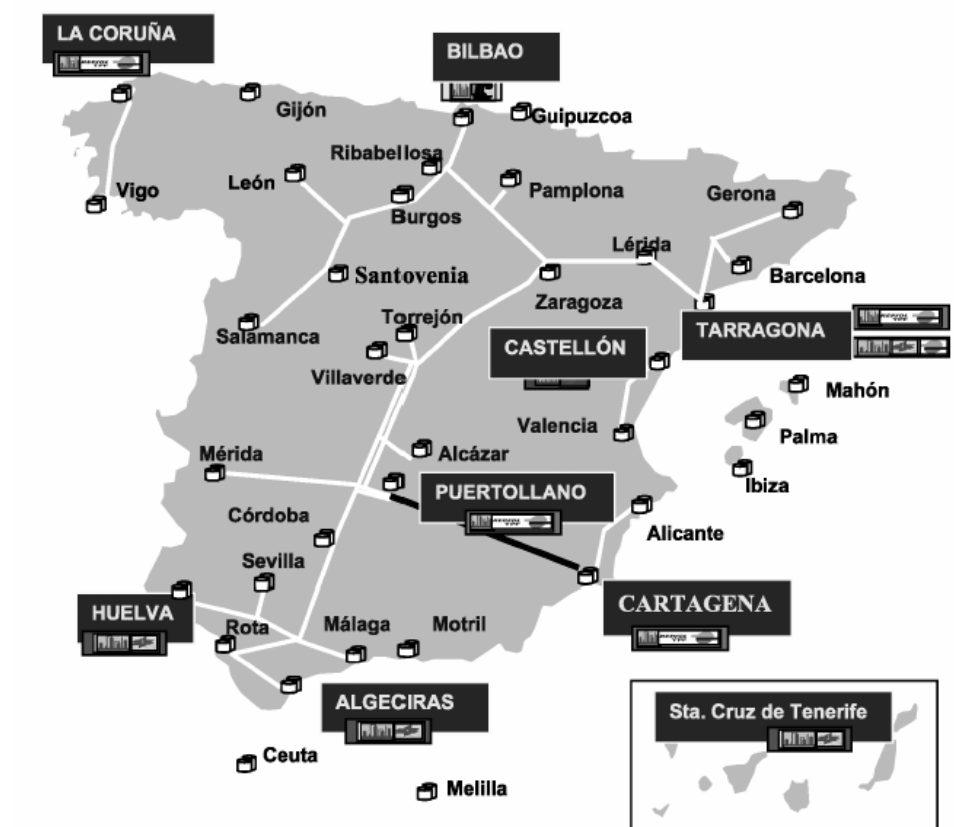 LA CORUÑA
BILBAO
Gijón
Guipuzcoa
Ribabellosa
León
Vigo
Pamplona
Gerona
Burgos
Lérida
Santovenia
Barcelona
Zaragoza
Torrejón
Salamanca
TARRAGONA
CASTELLÓN
Villaverde
Mahón
Valencia
Palma
Mérida
Alcázar
Ibiza
PUERTOLLANO
Córdoba
Alicante
Sevilla
CARTAGENA
HUELVA
Rota
Málaga
Motril
ALGECIRAS
Sta. Cruz de Tenerife
Ceuta
Melilla